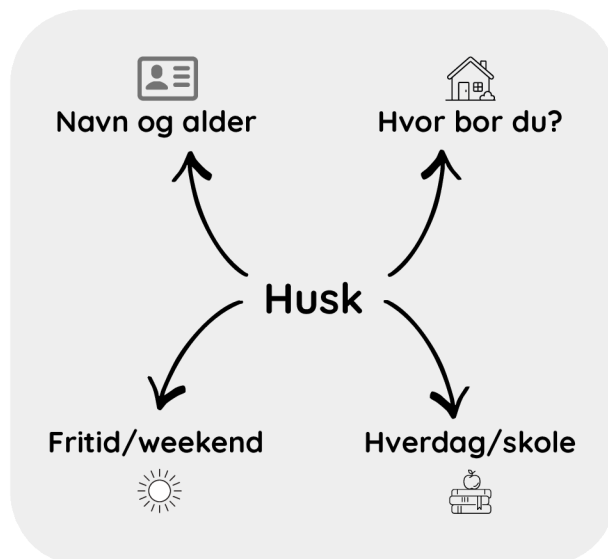 Navn og alder
Hvor bor du?
Husk
Fritid/weekend
Hverdag/skole